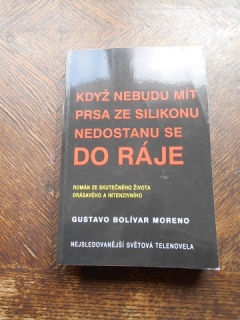 KDYŽ NEBUDU MÍT
PRSA ZE SILIKONU
NEDOSTANU SE
DO RÁJE
ROMÁN ZE SKUTEČNÉHO ŽIVOTA
DRÁSAVÉHO A INTENZIVNÍHO
GUSTAVO BOLÍVAR MORENO
NEJSLEDOVANĚJŠÍ SVĚTOVÁ TELENOVELA